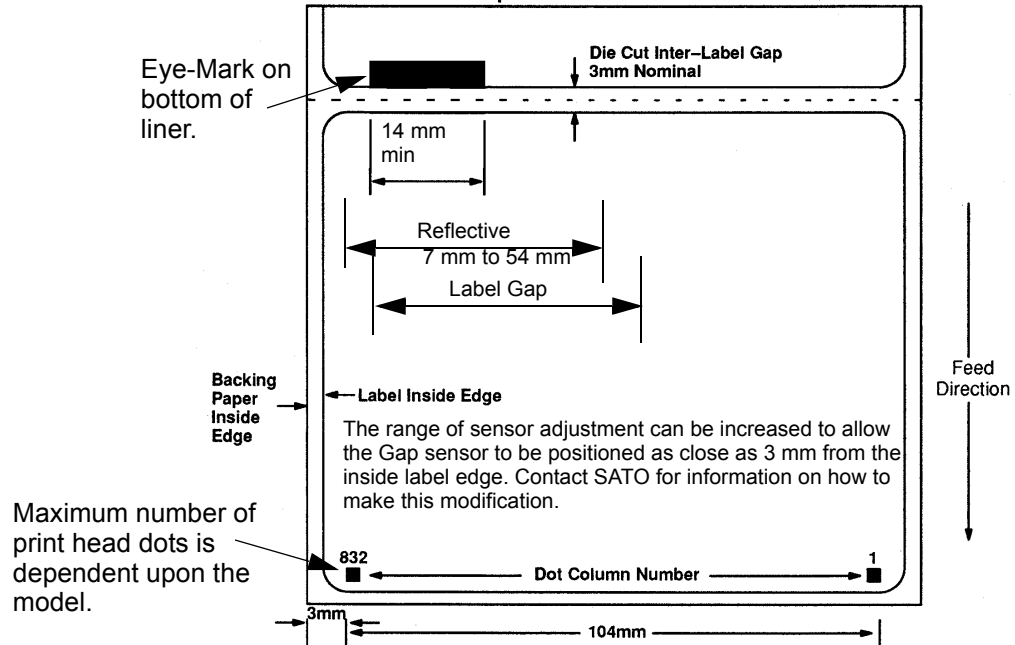 Die Cut Inter–Label Gap
3mm Nominal
Eye-Mark on
bottom of
liner.
14 mm
min
Reflective
7 mm to 54 mm
Label Gap
Feed
Direction
Backing
Paper
Inside
Edge
Label Inside Edge
The range of sensor adjustment can be increased to allow
the Gap sensor to be positioned as close as 3 mm from the
inside label edge. Contact SATO for information on how to
make this modification.
Maximum number of
print head dots is
dependent upon the
model.
832
1
Dot Column Number
3mm
104mm